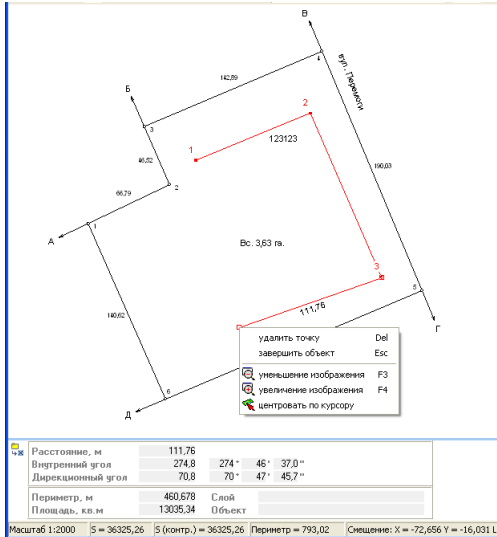 В
4
вул. Перемоги
142,89
Б
2
3
1
123123
46,52
190,03
66,79
2
1
А
Вс. 3,63 га.
3
5
111,76
140,62
Г
6
Д
удалить точку Del
завершить объект Esc
уменьшение изображения F3
увеличение изображения F4
центровать по курсору
Расстояние, м 111,76
Внутренний угол 274,8 274 ° 46 ' 37,0 "
Дирекционный угол 70,8 70 ° 47 ' 45,7 "
Периметр, м 460,678 Слой
Площадь, кв.м 13035,34 Объект
Масштаб 1:2000 S = 36325,26 S (контр.) = 36325,26 Периметр = 793,02 Смещение: X = -72,656 Y = -16,031 L